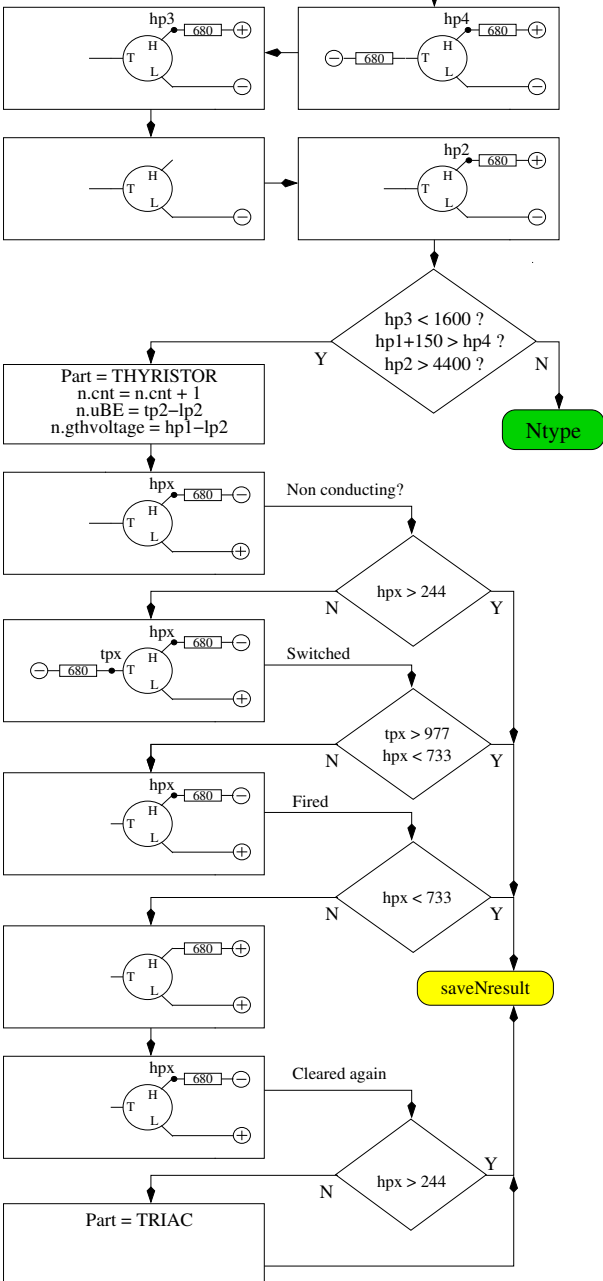 hp3
H 680 +
T
L −
hp4
H 680 +
− 680 T
L −
H
T
L −
hp2
H 680 +
T
L −
hp3 < 1600 ?
hp1+150 > hp4 ?
hp2 > 4400 ?
Y
N
Part = THYRISTOR
n.cnt = n.cnt + 1
n.uBE = tp2−lp2
n.gthvoltage = hp1−lp2
Ntype
hpx
H 680 −
T
L +
Non conducting?
hpx > 244
N
Y
hpx
H 680 −
tpx
− 680 T
L +
Switched
tpx > 977
hpx < 733
N
Y
hpx
H 680 −
T
L +
Fired
hpx < 733
N
Y
H 680 +
T
L +
saveNresult
hpx
H 680 −
T
L +
Cleared again
hpx > 244
N
Y
Part = TRIAC